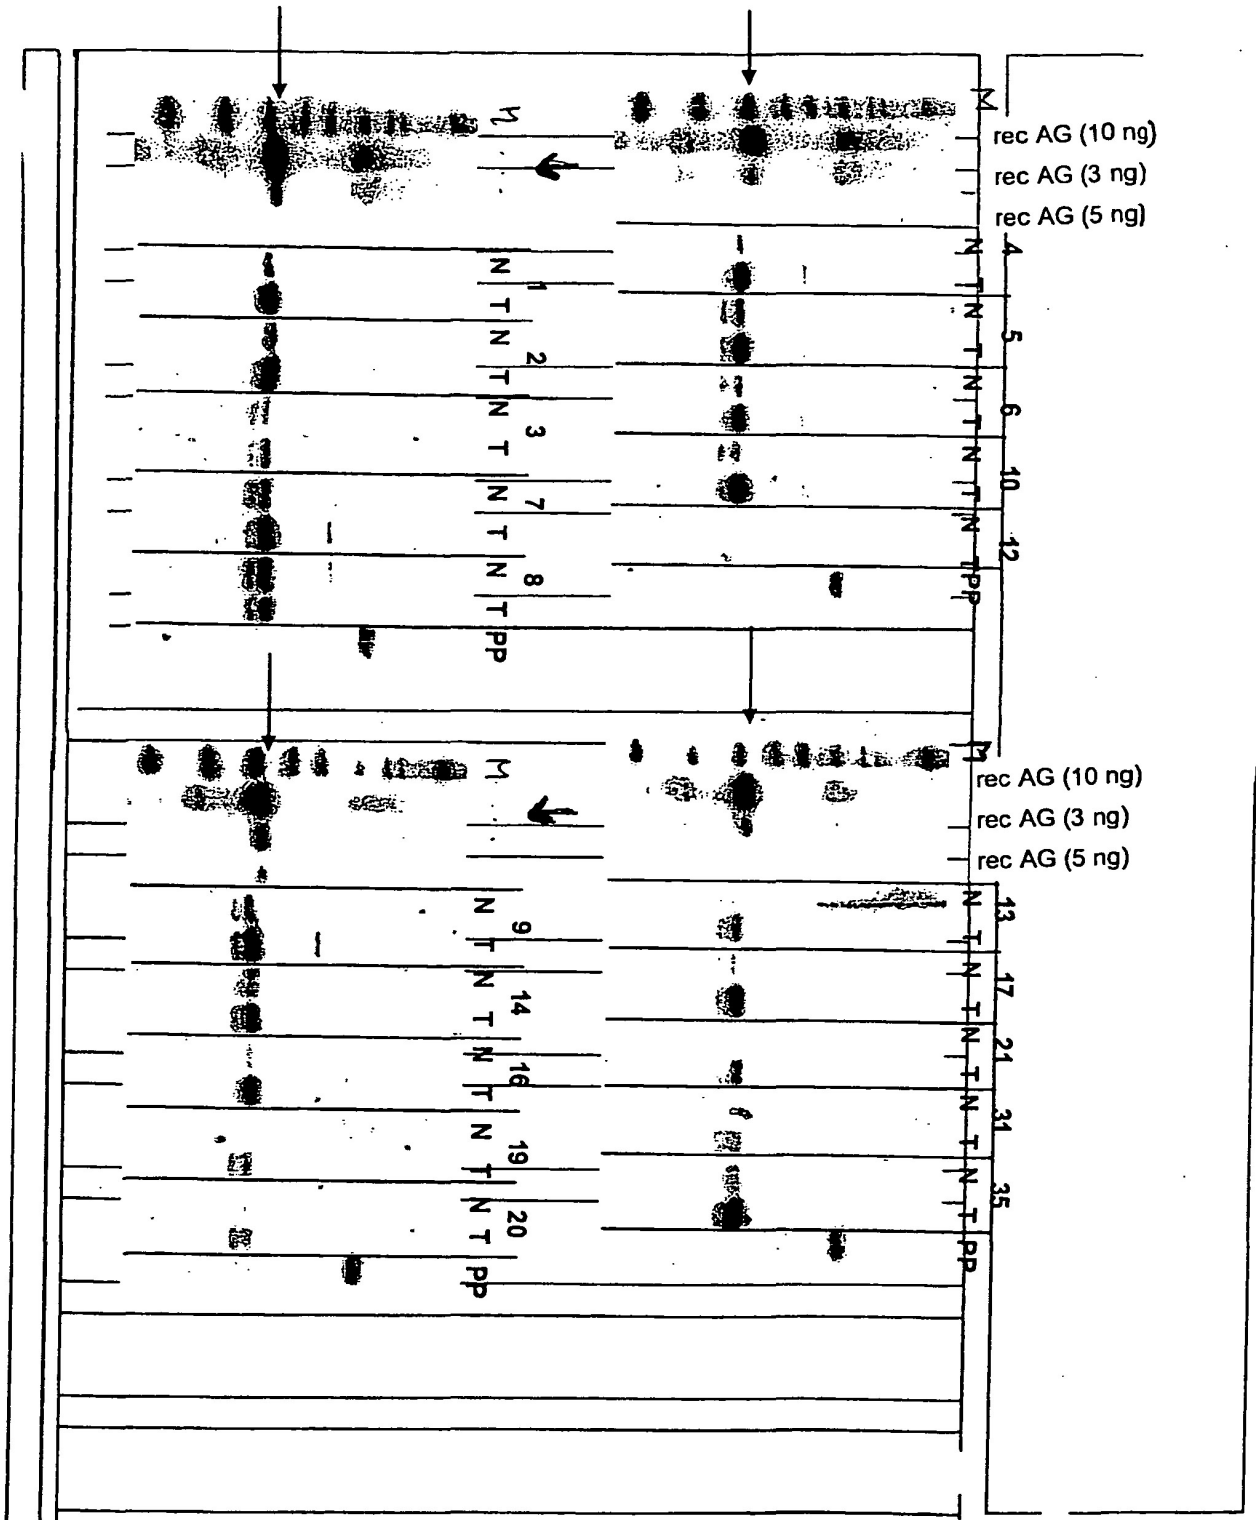 M
rec AG (10 ng)
rec AG (3 ng)
rec AG (5 ng)
N T 4
N T 5
N T 6
N T 10
N T 12
PP
M
N T 1
N T 2
N T 3
N T 7
N T 8
PP
M
rec AG (10 ng)
rec AG (3 ng)
rec AG (5 ng)
N T 13
N T 17
N T 21
N T 31
N T 35
PP
M
N T 9
N T 14
N T 16
N T 19
N T 20
PP